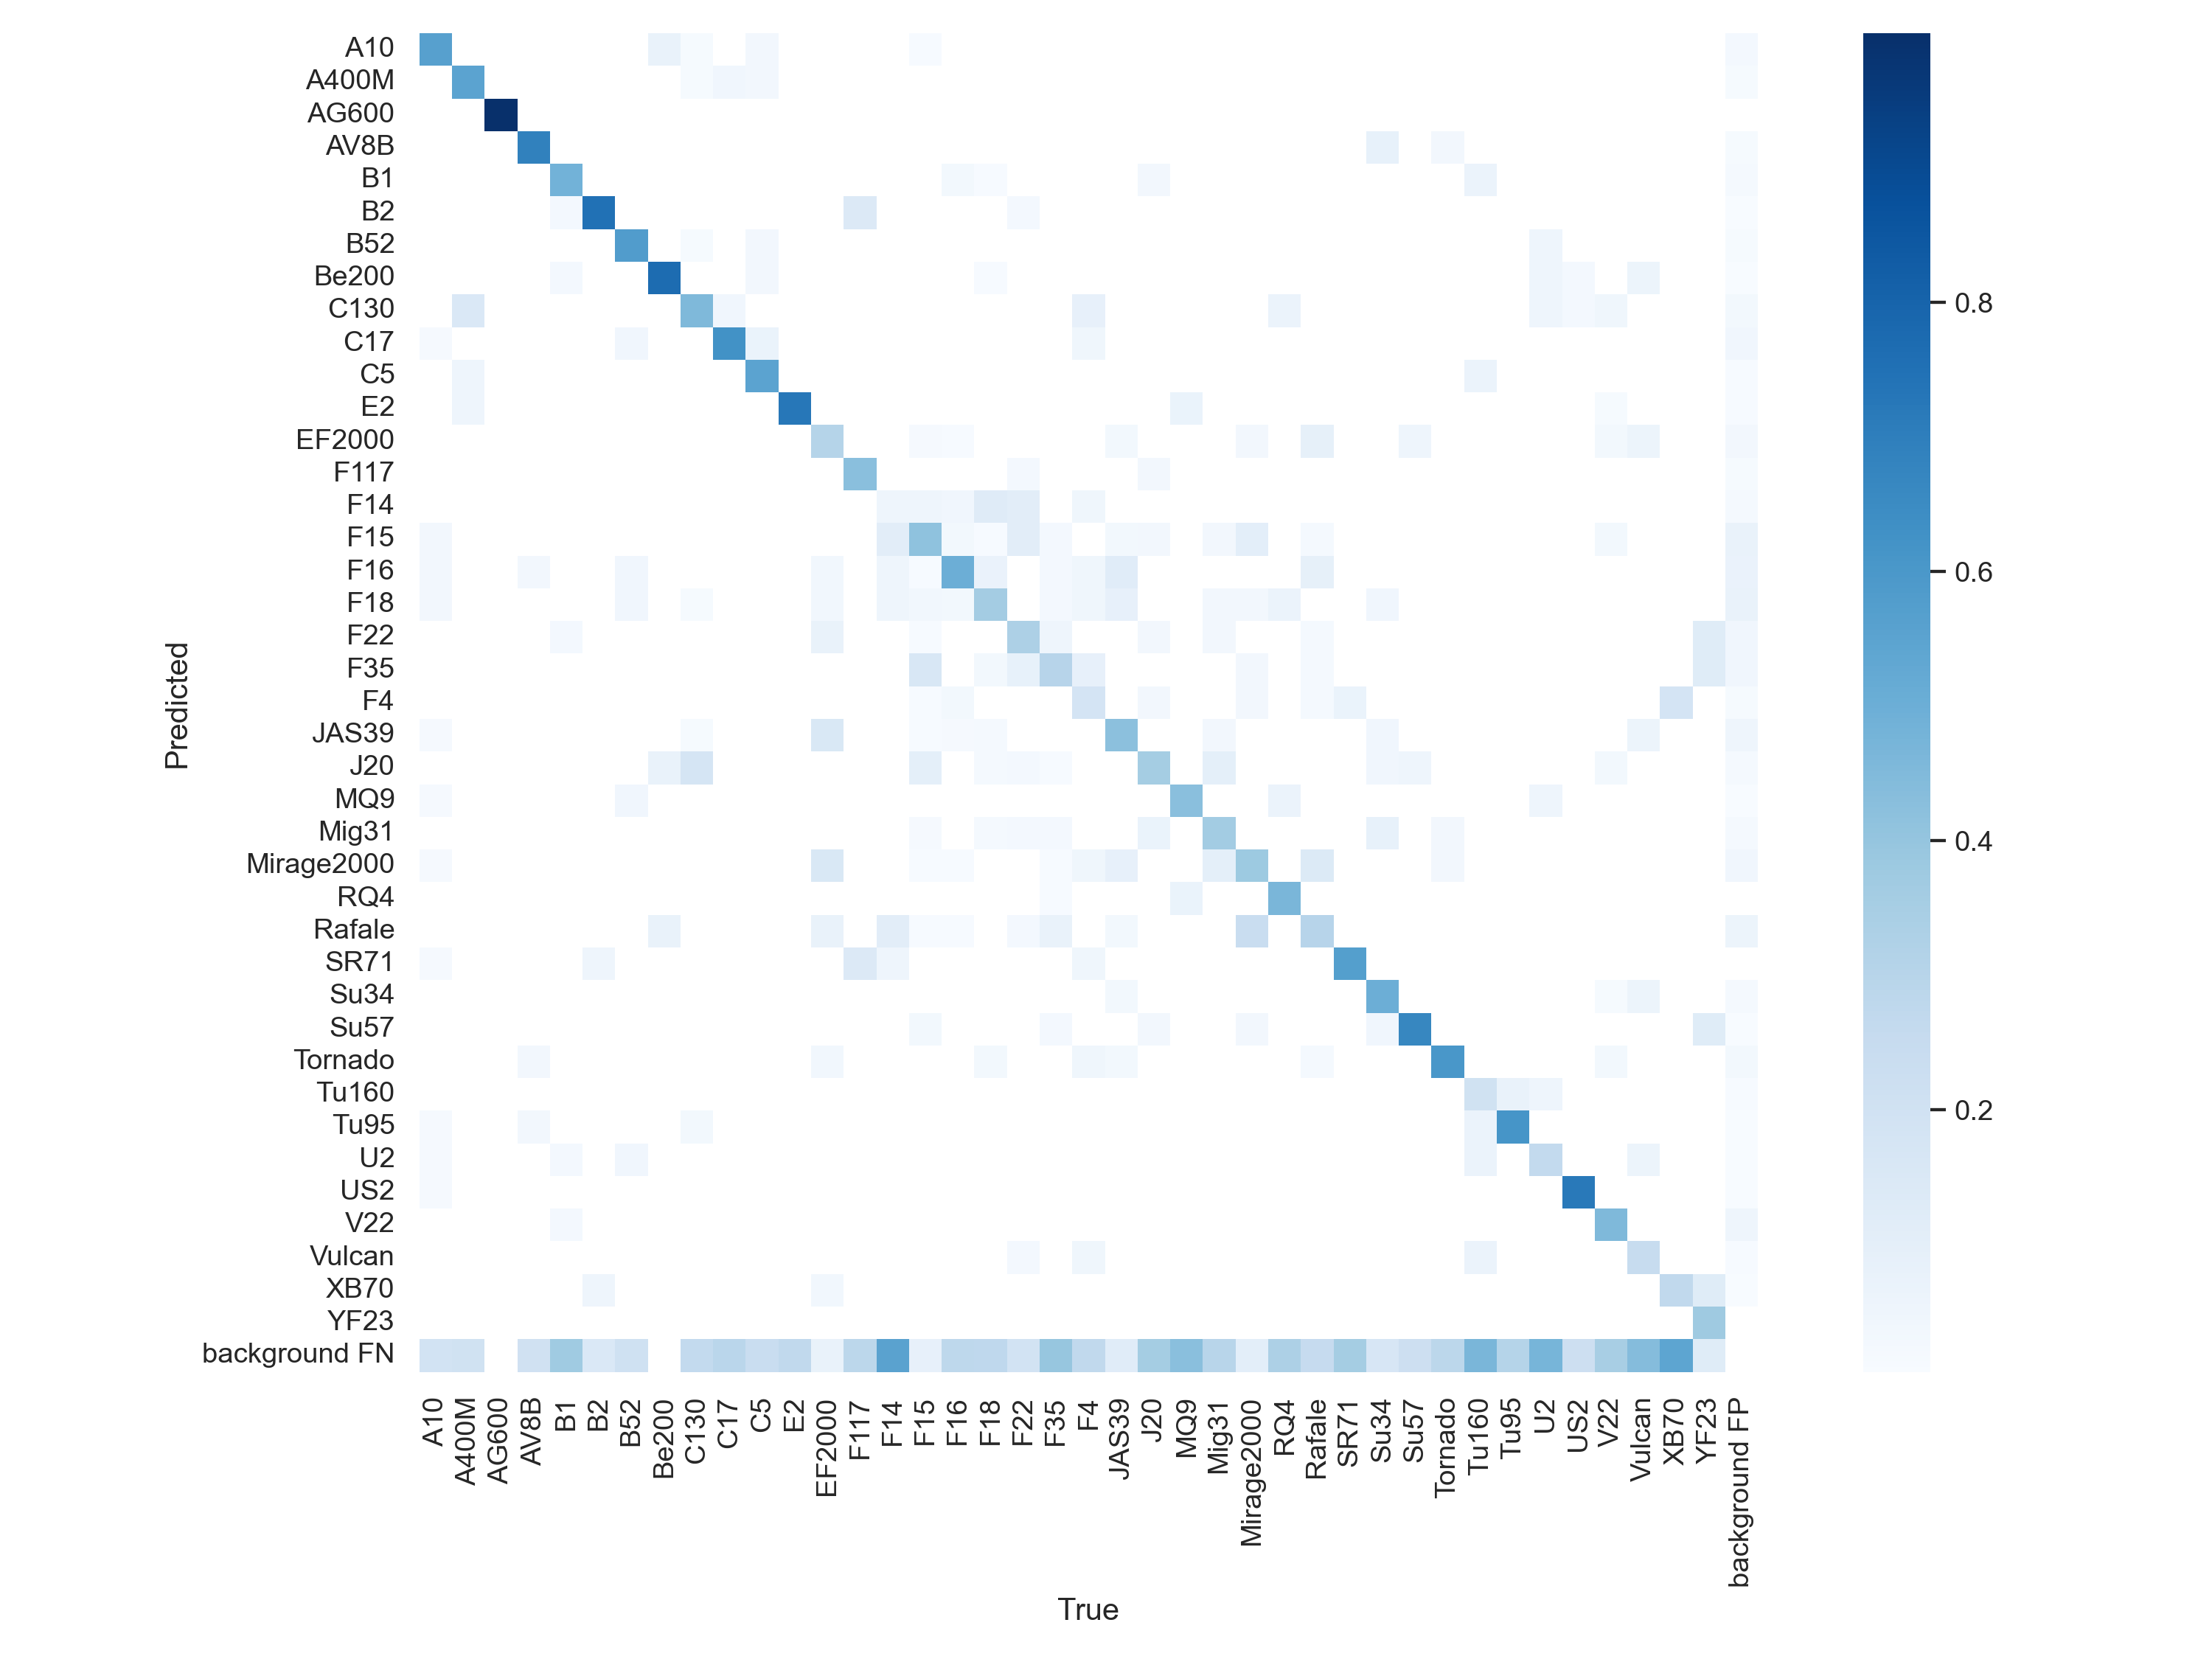 A10
A400M
AG600
AV8B
B1
B2
B52
Be200
C130
C17
C5
E2
EF2000
F117
F14
F15
F16
F18
F22
F35
F4
JAS39
J20
MQ9
Mig31
Mirage2000
RQ4
Rafale
SR71
Su34
Su57
Tornado
Tu160
Tu95
U2
US2
V22
Vulcan
XB70
YF23
background FN
Predicted
A10
A400M
AG600
AV8B
B1
B2
B52
Be200
C130
C17
C5
E2
EF2000
F117
F14
F15
F16
F18
F22
F35
F4
JAS39
J20
MQ9
Mig31
Mirage2000
RQ4
Rafale
SR71
Su34
Su57
Tornado
Tu160
Tu95
U2
US2
V22
Vulcan
XB70
YF23
background FP
True
0.8
0.6
0.4
0.2